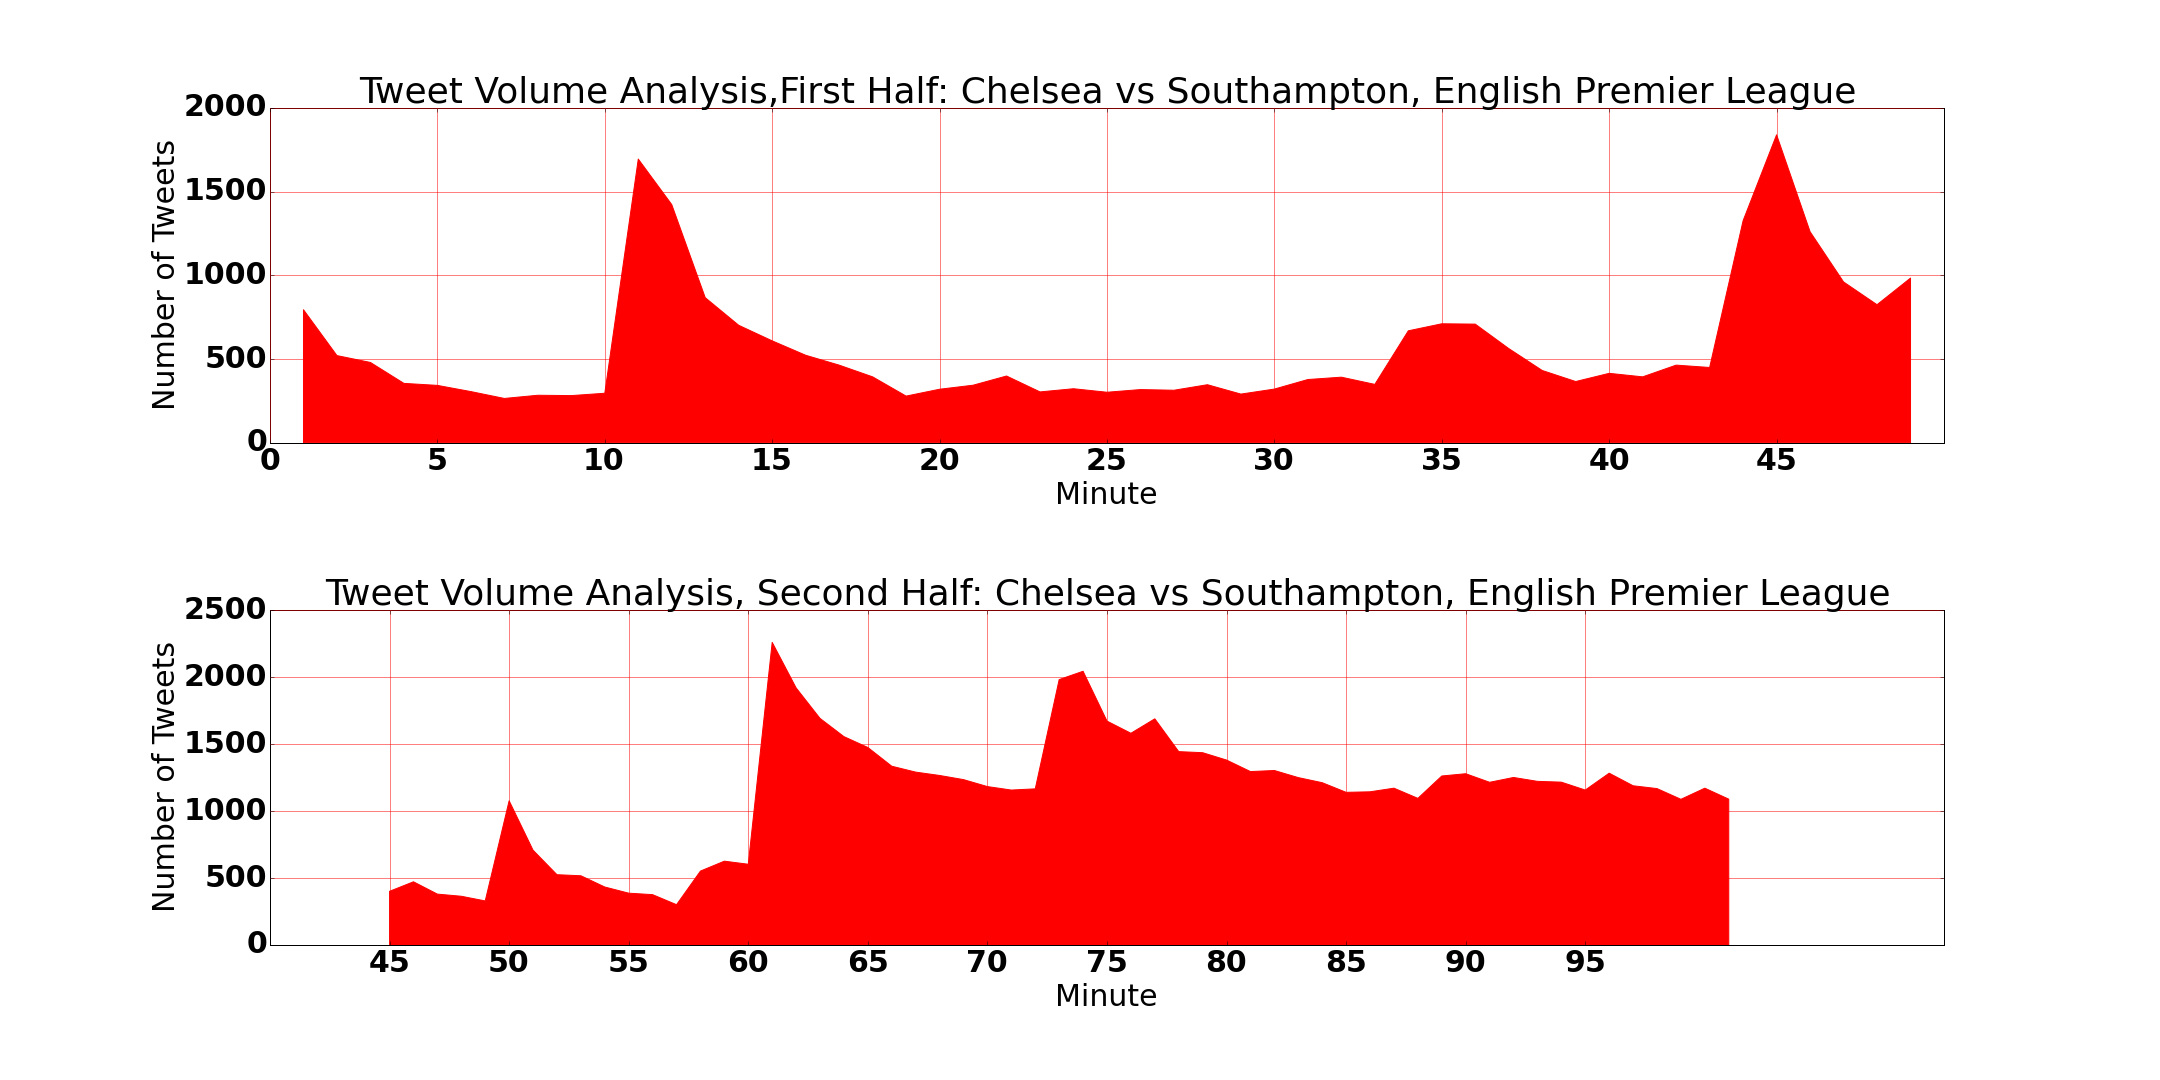 Tweet Volume Analysis,First Half: Chelsea vs Southampton, English Premier League
Number of Tweets
2000
1500
1000
500
0
0 5 10 15 20 25 30 35 40 45
Minute
Tweet Volume Analysis, Second Half: Chelsea vs Southampton, English Premier League
Number of Tweets
2500
2000
1500
1000
500
0
45 50 55 60 65 70 75 80 85 90 95
Minute